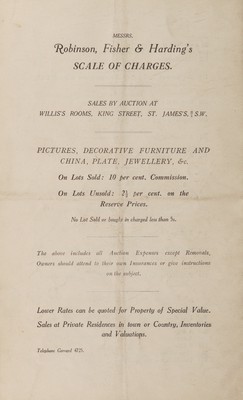 MESSRS.
Robinson, Fisher & Harding's
SCALE OF CHARGES.
SALES BY AUCTION AT
WILLIS'S ROOMS, KING STREET, ST. JAMES'S, S.W.
PICTURES, DECORATIVE FURNITURE AND
CHINA, PLATE, JEWELLERY, &c.
On Lots Sold: 10 per cent. Commission.
On Lots Unsold: 2½ per cent. on the
Reserve Prices.
No Lot Sold or bought in charged less than 5s.
The above includes all Auction Expenses except Removals,
Owners should attend to their own Insurances or give instructions
on the subject.
Lower Rates can be quoted for Property of Special Value.
Sales at Private Residences in town or Country, Inventories
and Valuations.
Telephone Gerrard